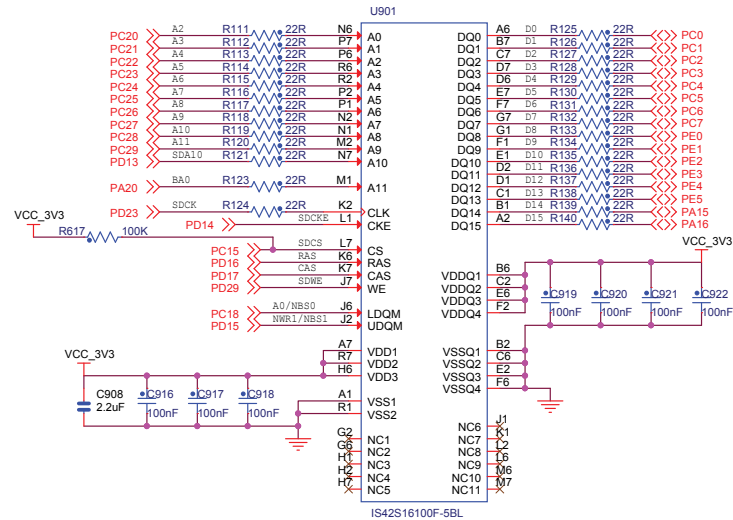 U901
PC20 A2 R111 22R N6 A0
PC21 A3 R112 22R P7 A1
PC22 A4 R113 22R P6 A2
PC23 A5 R114 22R R6 A3
PC24 A6 R115 22R R2 A4
PC25 A7 R116 22R P2 A5
PC26 A8 R117 22R P1 A6
PC27 A9 R118 22R N2 A7
PC28 A10 R119 22R N1 A8
PC29 A11 R120 22R M2 A9
PD13 SDA10 R121 22R N7 A10
PA20 BA0 R123 22R M1 A11
PD23 SDCK R124 22R K2 CLK
PD14 SDCKE L1 CKE
VCC_3V3
R617 100K
PC15 SDCS L7 CS
PD16 RAS K6 RAS
PD17 CAS K7 CAS
PD29 SDWE J7 WE
PC18 A0/NBS0 J6 LDQM
PD15 NWR1/NBS1 J2 UDQM
VCC_3V3
A7 VDD1
R7 VDD2
H6 VDD3
C908 2.2uF
C916 100nF
C917 100nF
C918 100nF
A1 VSS1
R1 VSS2
G2 NC1
G6 NC2
H1 NC3
H2 NC4
H7 NC5
DQ0 A6 D0 R125 22R PC0
DQ1 B7 D1 R126 22R PC1
DQ2 C7 D2 R127 22R PC2
DQ3 D7 D3 R128 22R PC3
DQ4 D6 D4 R129 22R PC4
DQ5 E7 D5 R130 22R PC5
DQ6 F7 D6 R131 22R PC6
DQ7 G7 D7 R132 22R PC7
DQ8 G1 D8 R133 22R PE0
DQ9 F1 D9 R134 22R PE1
DQ10 E1 D10 R135 22R PE2
DQ11 D2 D11 R136 22R PE3
DQ12 D1 D12 R137 22R PE4
DQ13 C1 D13 R138 22R PE5
DQ14 B1 D14 R139 22R PA15
DQ15 A2 D15 R140 22R PA16
VCC_3V3
VDDQ1 B6
VDDQ2 C2
VDDQ3 E6
VDDQ4 F2
C919 100nF
C920 100nF
C921 100nF
C922 100nF
VSSQ1 B2
VSSQ2 C6
VSSQ3 E2
VSSQ4 F6
NC6 J1
NC7 K1
NC8 L2
NC9 L6
NC10 M6
NC11 M7
IS42S16100F-5BL